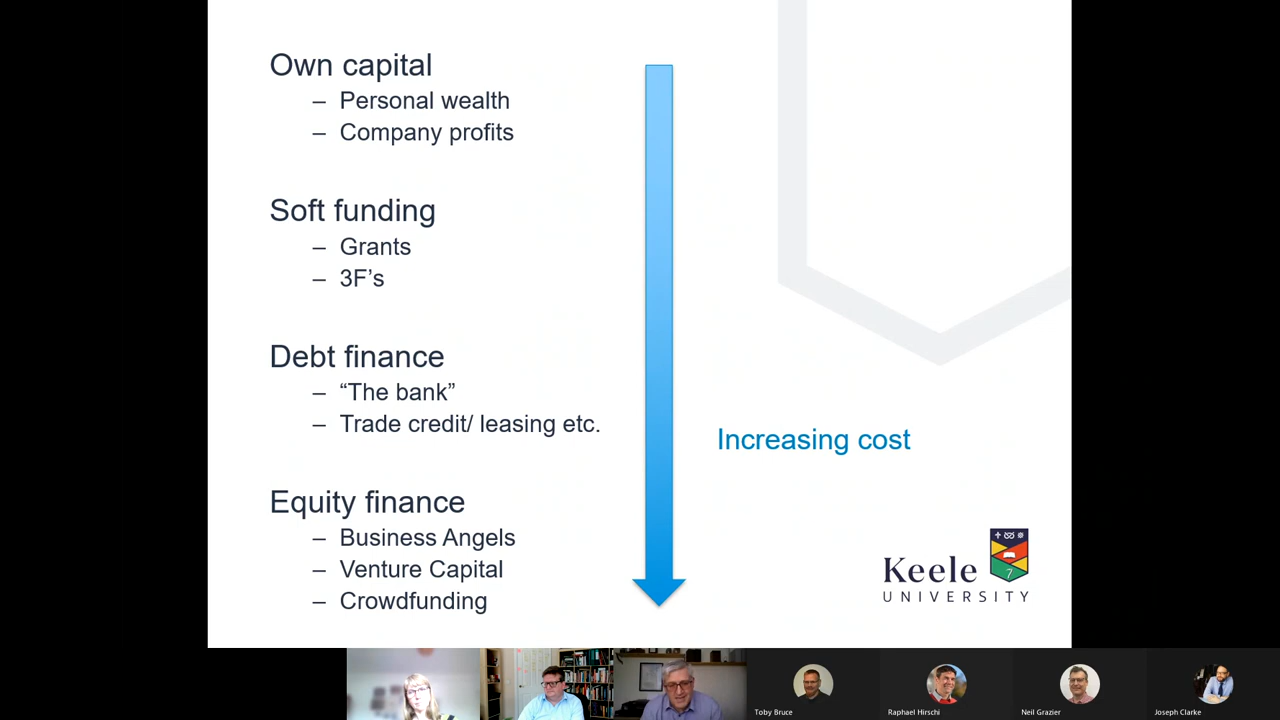 Own capital
– Personal wealth
– Company profits
Soft funding
– Grants
– 3F’s
Debt finance
– “The bank”
– Trade credit/ leasing etc.
Increasing cost
Equity finance
– Business Angels
– Venture Capital
– Crowdfunding
Keele
UNIVERSITY
Toby Bruce
Raphael Hirschi
Neil Grazier
Joseph Clarke